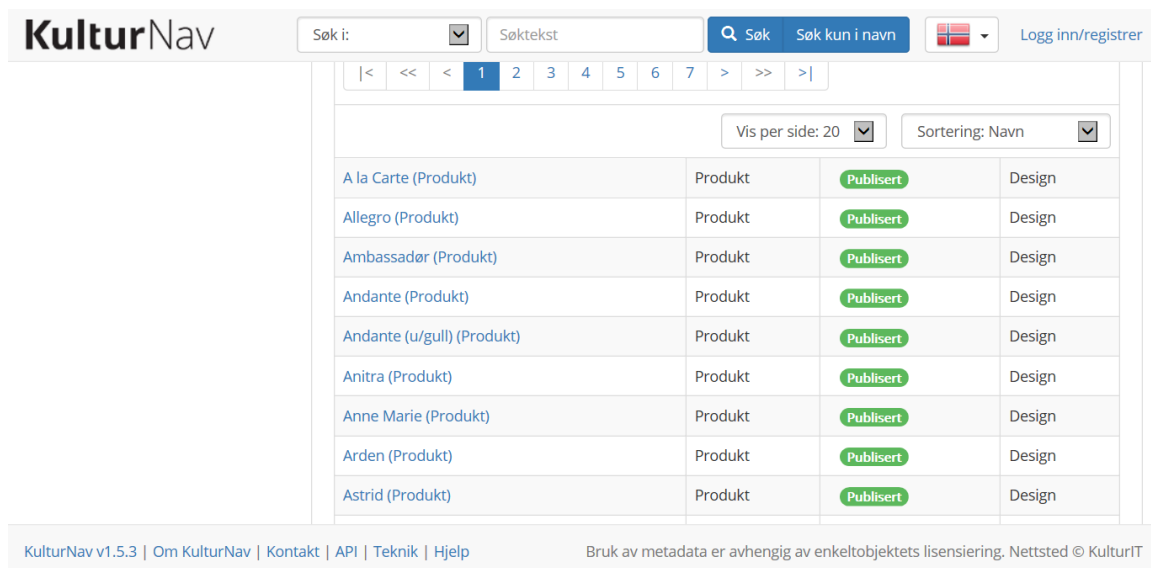 KulturNav Søk i: Søktekst Søk Søk kun i navn Logg inn/registrer
|< << < 1 2 3 4 5 6 7 > >> >|
Vis per side: 20 Sortering: Navn
A la Carte (Produkt) Produkt Publisert Design
Allegro (Produkt) Produkt Publisert Design
Ambassadør (Produkt) Produkt Publisert Design
Andante (Produkt) Produkt Publisert Design
Andante (u/gull) (Produkt) Produkt Publisert Design
Anitra (Produkt) Produkt Publisert Design
Anne Marie (Produkt) Produkt Publisert Design
Arden (Produkt) Produkt Publisert Design
Astrid (Produkt) Produkt Publisert Design
KulturNav v1.5.3 | Om KulturNav | Kontakt | API | Teknik | Hjelp Bruk av metadata er avhengig av enkeltobjektets lisensiering. Nettsted © KulturIT